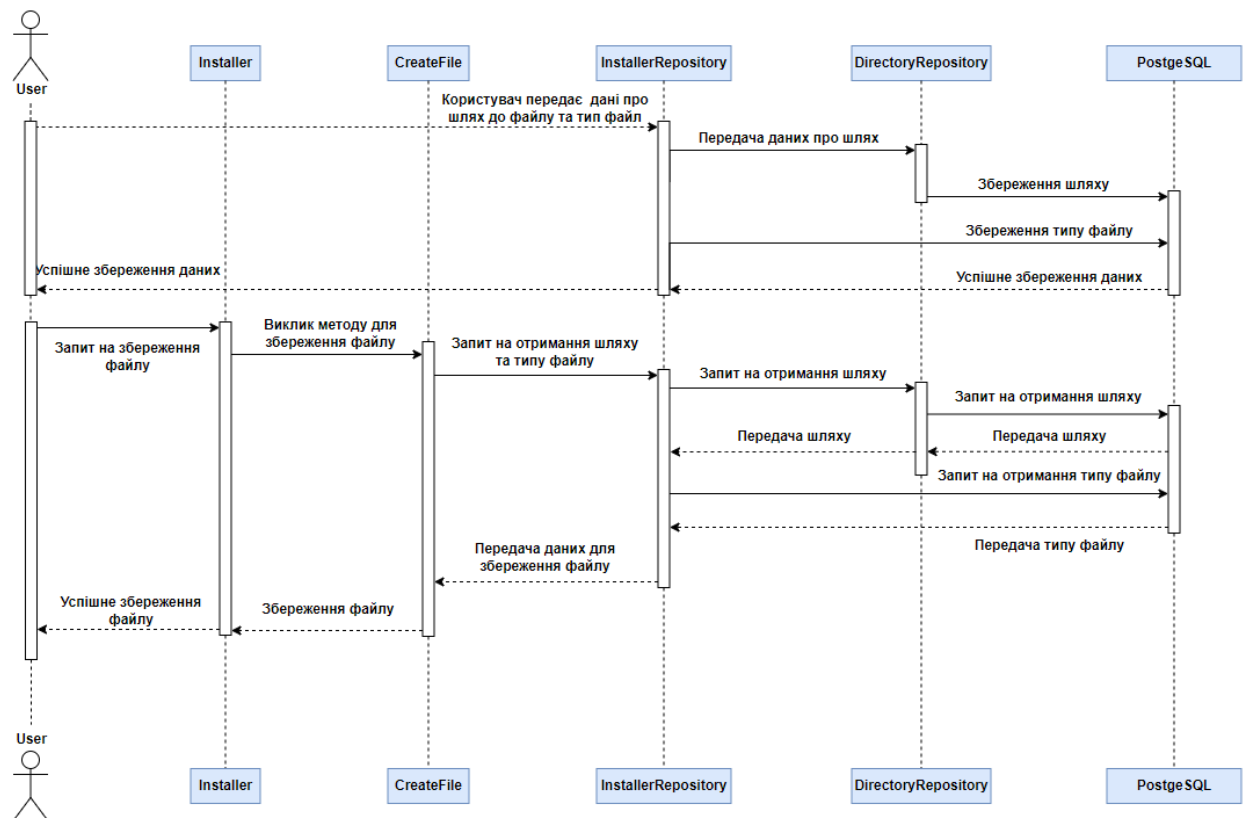 User
Installer
CreateFile
InstallerRepository
DirectoryRepository
PostgeSQL
Користувач передає дані про
шлях до файлу та тип файл
Передача даних про шлях
Збереження шляху
Збереження типу файлу
Успішне збереження даних
Успішне збереження даних
Запит на збереження
файлу
Виклик методу для
збереження файлу
Запит на отримання шляху
та типу файлу
Запит на отримання шляху
Запит на отримання шляху
Передача шляху
Передача шляху
Запит на отримання типу файлу
Передача типу файлу
Передача даних для
збереження файлу
Збереження файлу
Успішне збереження
файлу
User
Installer
CreateFile
InstallerRepository
DirectoryRepository
PostgeSQL